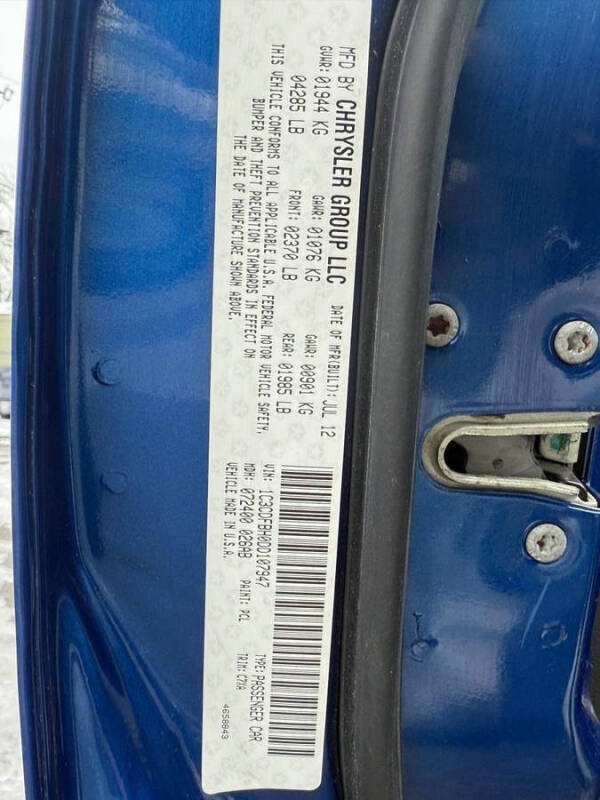 MFD BY CHRYSLER GROUP LLC DATE OF MFR(BUILT): JUL 12
GVWR: 01944 KG GAWR: 01076 KG GAWR: 00901 KG
04285 LB FRONT: 02370 LB REAR: 01985 LB
THIS VEHICLE CONFORMS TO ALL APPLICABLE U.S.A. FEDERAL MOTOR VEHICLE SAFETY,
BUMPER AND THEFT PREVENTION STANDARDS IN EFFECT ON
THE DATE OF MANUFACTURE SHOWN ABOVE.
VIN: 1C3CDFBH0DD107947 TYPE: PASSENGER CAR
MDH: 072400 026AB PAINT: PCL TRIM: C7XA
VEHICLE MADE IN U.S.A. 4658843